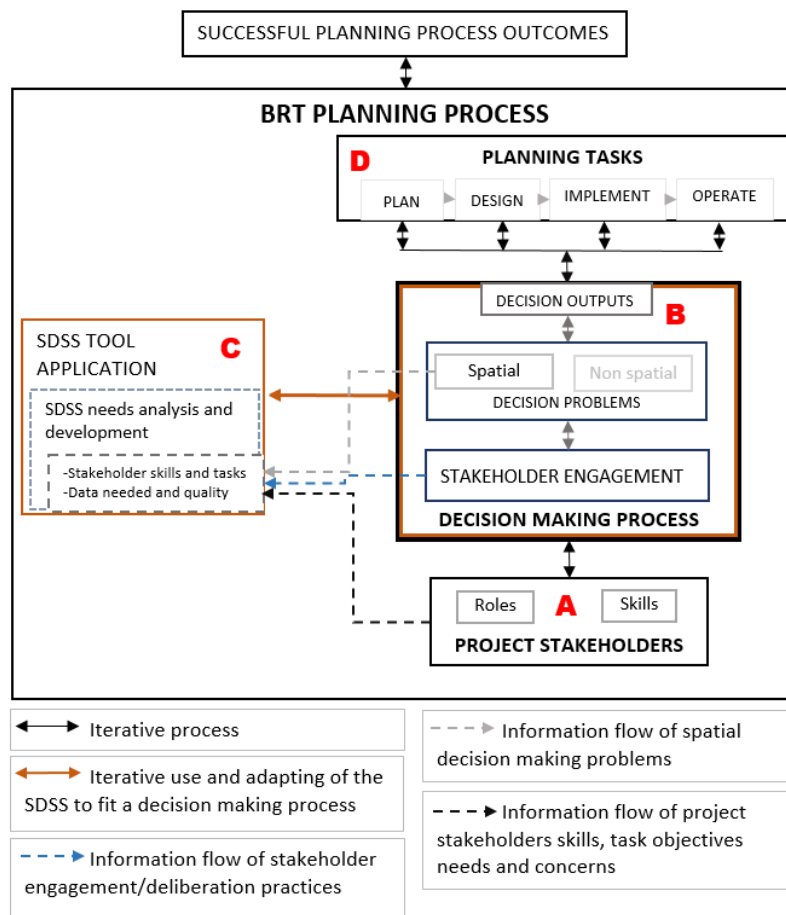 SUCCESSFUL PLANNING PROCESS OUTCOMES
BRT PLANNING PROCESS
D
PLANNING TASKS
PLAN
DESIGN
IMPLEMENT
OPERATE
DECISION OUTPUTS
B
Spatial
Non spatial
DECISION PROBLEMS
STAKEHOLDER ENGAGEMENT
DECISION MAKING PROCESS
SDSS TOOL
APPLICATION
C
SDSS needs analysis and
development
-Stakeholder skills and tasks
-Data needed and quality
Roles
A
Skills
PROJECT STAKEHOLDERS
Iterative process
Iterative use and adapting of the
SDSS to fit a decision making process
Information flow of stakeholder
engagement/deliberation practices
Information flow of spatial
decision making problems
Information flow of project
stakeholders skills, task objectives
needs and concerns